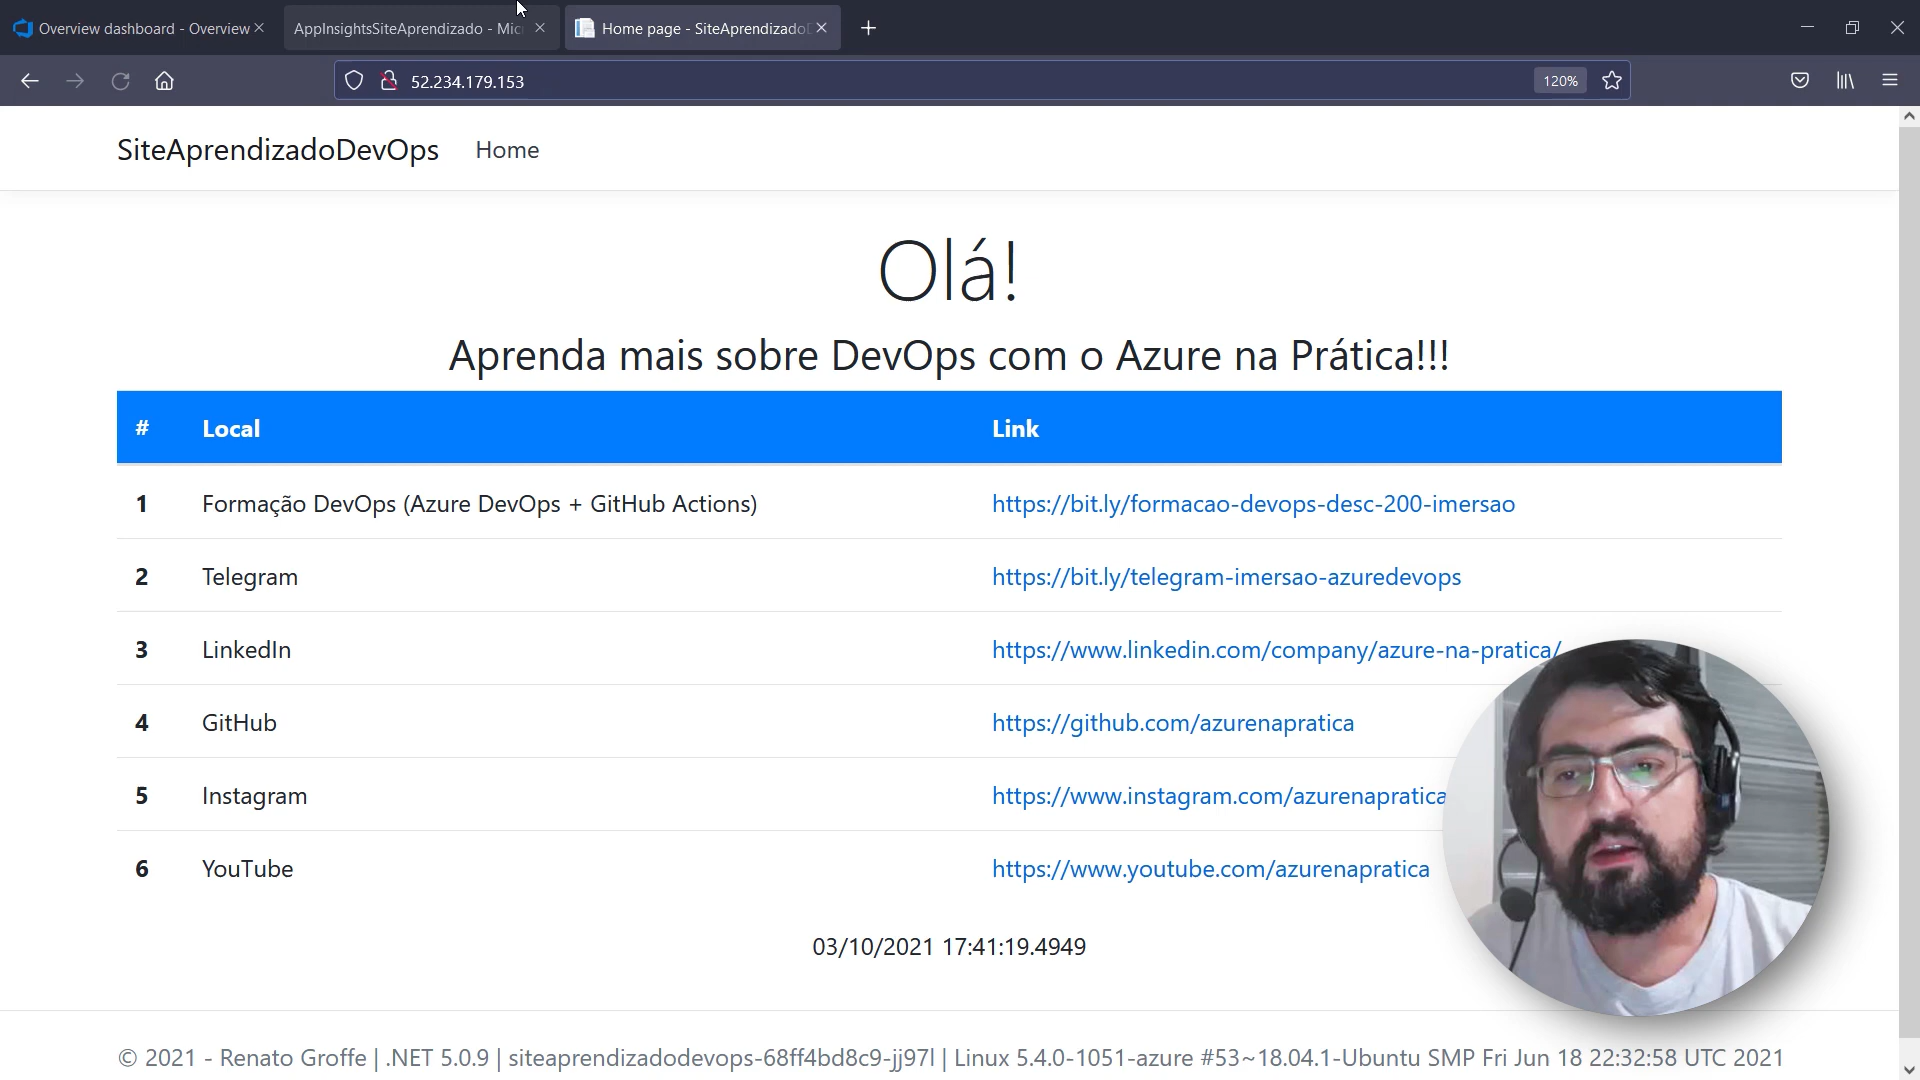 Overview dashboard - Overview
AppInsightsSiteAprendizado - Mic
Home page - SiteAprendizadoD
52.234.179.153
120%
SiteAprendizadoDevOps
Home
Olá!
Aprenda mais sobre DevOps com o Azure na Prática!!!
# Local Link
1 Formação DevOps (Azure DevOps + GitHub Actions) https://bit.ly/formacao-devops-desc-200-imersao
2 Telegram https://bit.ly/telegram-imersao-azuredevops
3 LinkedIn https://www.linkedin.com/company/azure-na-pratica/
4 GitHub https://github.com/azurenapratica
5 Instagram https://www.instagram.com/azurenapratica
6 YouTube https://www.youtube.com/azurenapratica
03/10/2021 17:41:19.4949
© 2021 - Renato Groffe | .NET 5.0.9 | siteaprendizadodevops-68ff4bd8c9-jj97l | Linux 5.4.0-1051-azure #53~18.04.1-Ubuntu SMP Fri Jun 18 22:32:58 UTC 2021